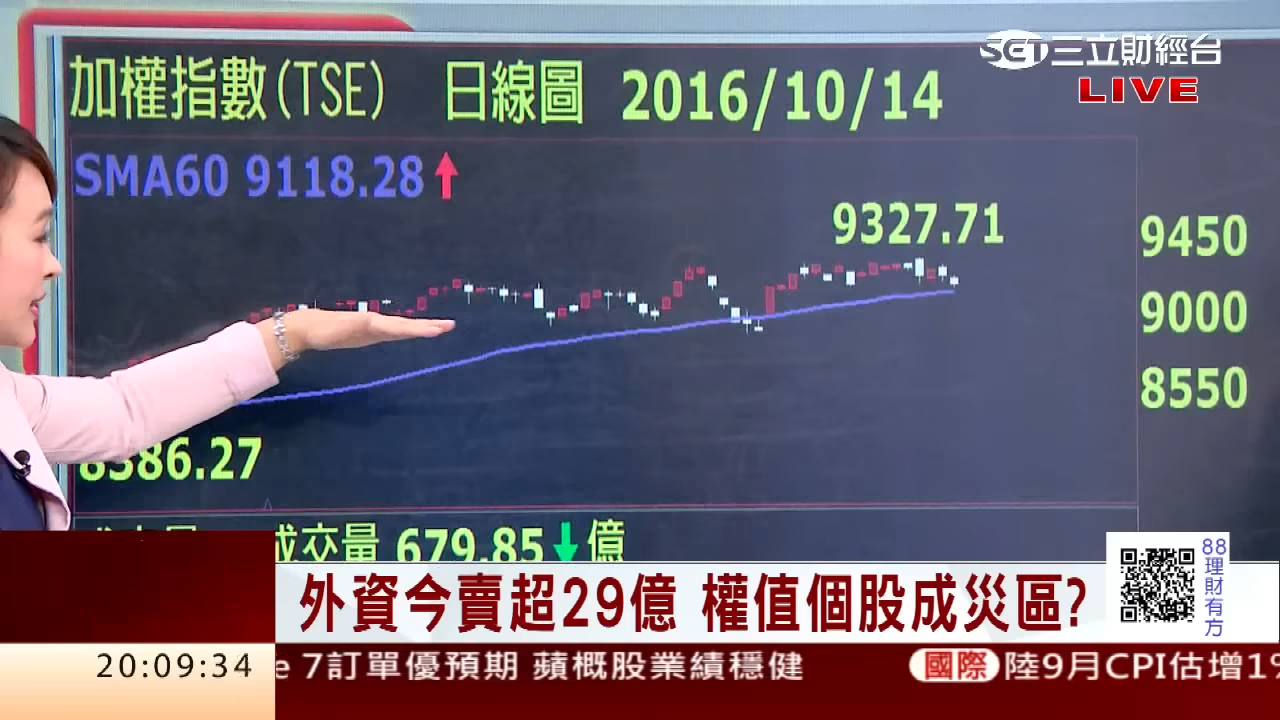 SET三立財經台
LIVE
加權指數(TSE) 日線圖 2016/10/14
SMA60 9118.28↑
9327.71
9450
9000
8550
8386.27
成交量 679.85↓億
外資今賣超29億 權值個股成災區?
88理財有方
20:09:34
e 7訂單優預期 蘋概股業績穩健
國際 陸9月CPI估增1%